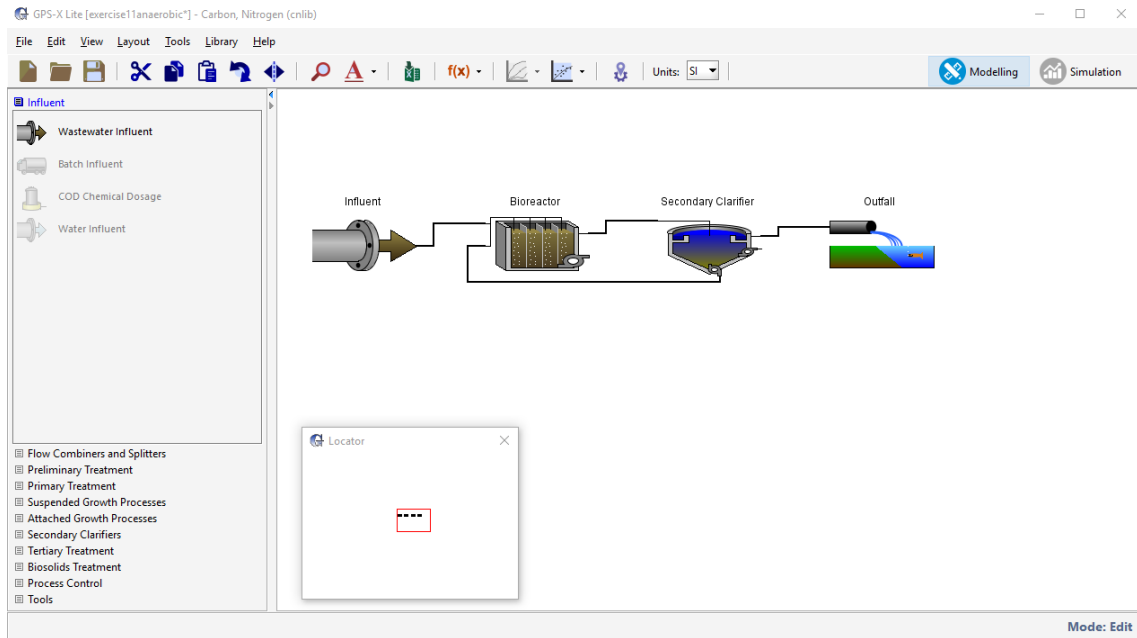 GPS-X Lite [exercise11anaerobic*] - Carbon, Nitrogen (cnlib)
File Edit View Layout Tools Library Help
A f(x) Units: SI Modelling Simulation
Influent
Wastewater Influent
Batch Influent
COD Chemical Dosage
Water Influent
Influent Bioreactor Secondary Clarifier Outfall
Locator
Flow Combiners and Splitters
Preliminary Treatment
Primary Treatment
Suspended Growth Processes
Attached Growth Processes
Secondary Clarifiers
Tertiary Treatment
Biosolids Treatment
Process Control
Tools
Mode: Edit